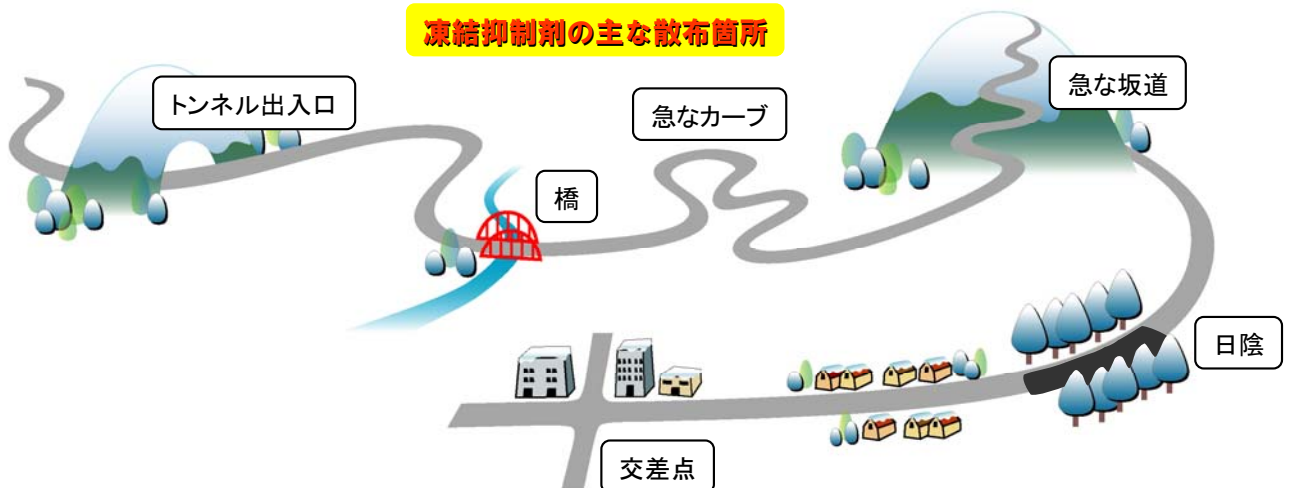 凍結抑制剤の主な散布箇所
トンネル出入口
急なカーブ
急な坂道
橋
日陰
交差点